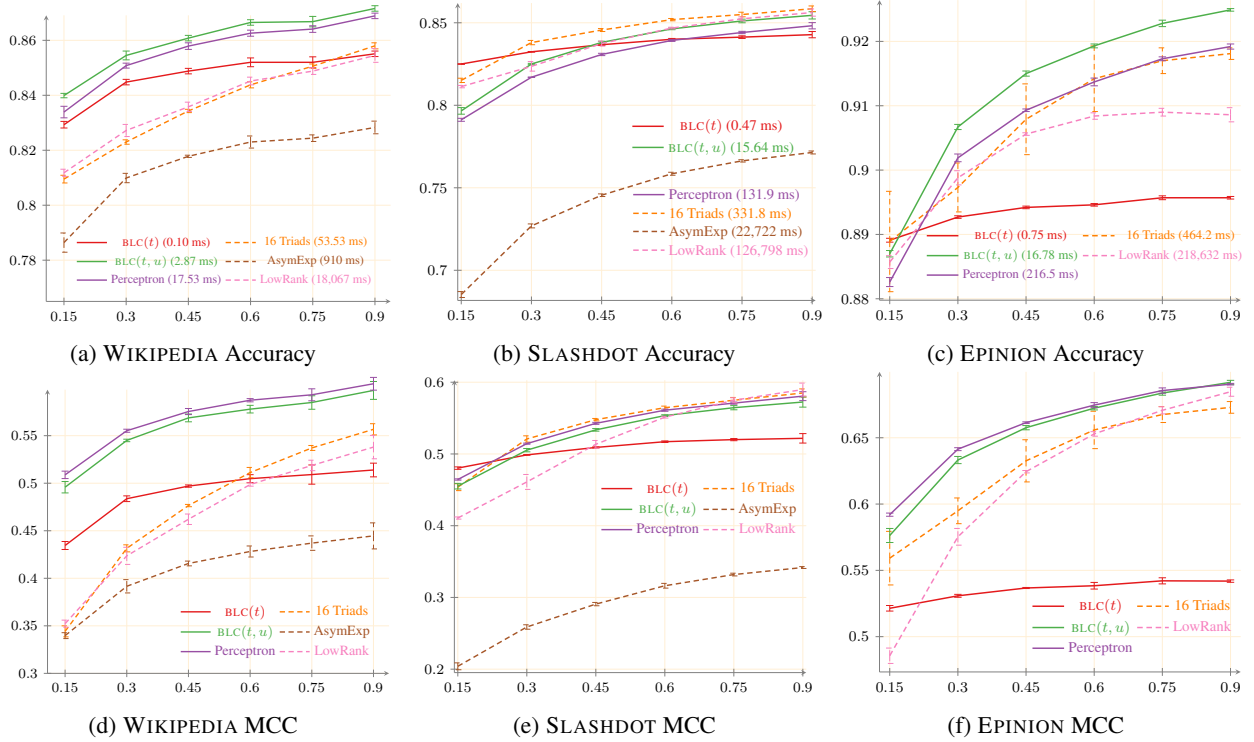 0.86
0.84
0.82
0.8
0.78
BLC(t) (0.10 ms)
BLC(t, u) (2.87 ms)
Perceptron (17.53 ms)
16 Triads (53.53 ms)
AsymExp (910 ms)
LowRank (18,067 ms)
0.15 0.3 0.45 0.6 0.75 0.9
(a) WIKIPEDIA Accuracy
0.85
0.8
0.75
0.7
BLC(t) (0.47 ms)
BLC(t, u) (15.64 ms)
Perceptron (131.9 ms)
16 Triads (331.8 ms)
AsymExp (22,722 ms)
LowRank (126,798 ms)
0.15 0.3 0.45 0.6 0.75 0.9
(b) SLASHDOT Accuracy
0.92
0.91
0.9
0.89
0.88
BLC(t) (0.75 ms)
BLC(t, u) (16.78 ms)
Perceptron (216.5 ms)
16 Triads (464.2 ms)
LowRank (218,632 ms)
0.15 0.3 0.45 0.6 0.75 0.9
(c) EPINION Accuracy
0.55
0.5
0.45
0.4
0.35
0.3
BLC(t)
BLC(t, u)
Perceptron
16 Triads
AsymExp
LowRank
0.15 0.3 0.45 0.6 0.75 0.9
(d) WIKIPEDIA MCC
0.6
0.5
0.4
0.3
0.2
BLC(t)
BLC(t, u)
Perceptron
16 Triads
AsymExp
LowRank
0.15 0.3 0.45 0.6 0.75 0.9
(e) SLASHDOT MCC
0.65
0.6
0.55
0.5
BLC(t)
BLC(t, u)
Perceptron
16 Triads
LowRank
0.15 0.3 0.45 0.6 0.75 0.9
(f) EPINION MCC